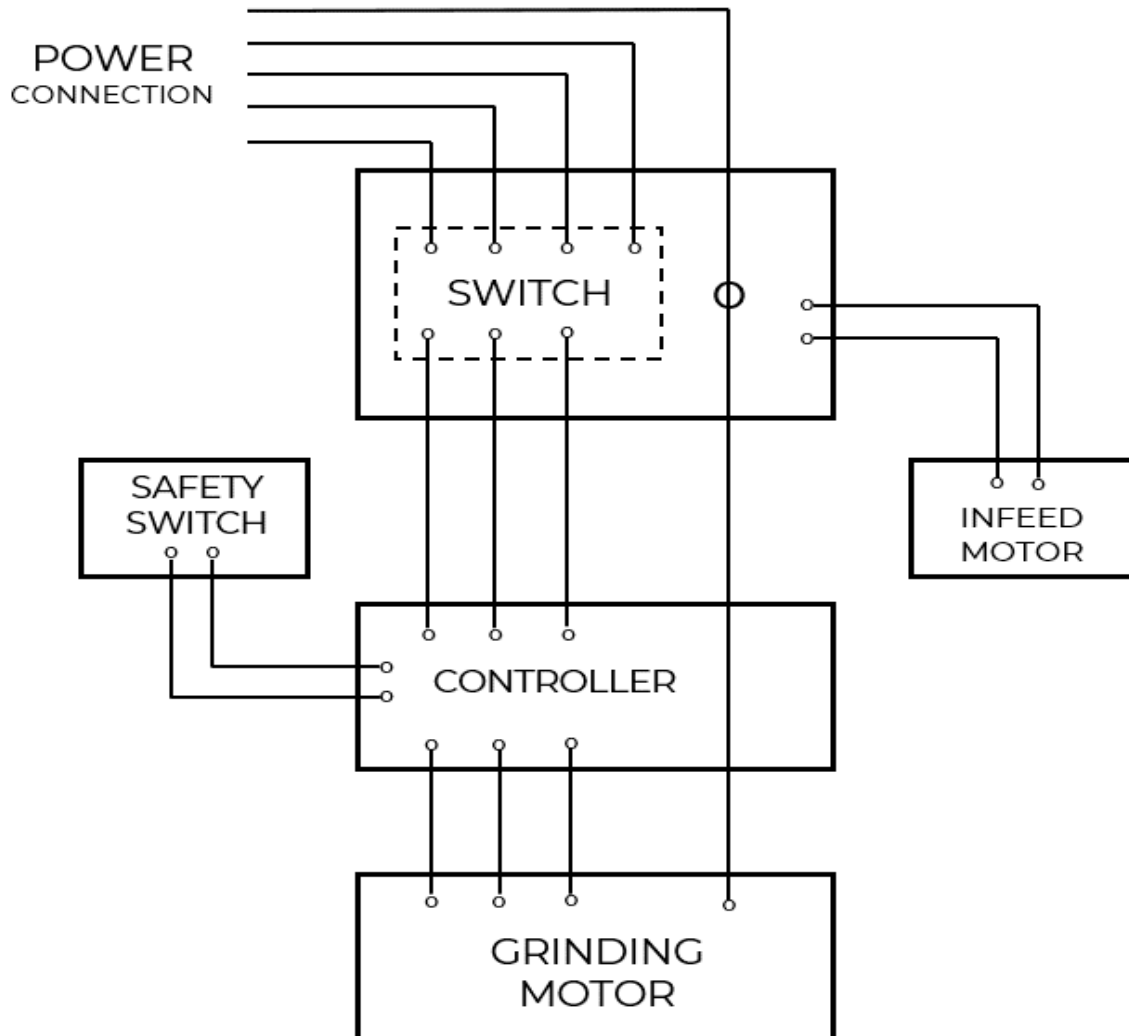 POWER
CONNECTION
SWITCH
SAFETY
SWITCH
INFEED
MOTOR
CONTROLLER
GRINDING
MOTOR